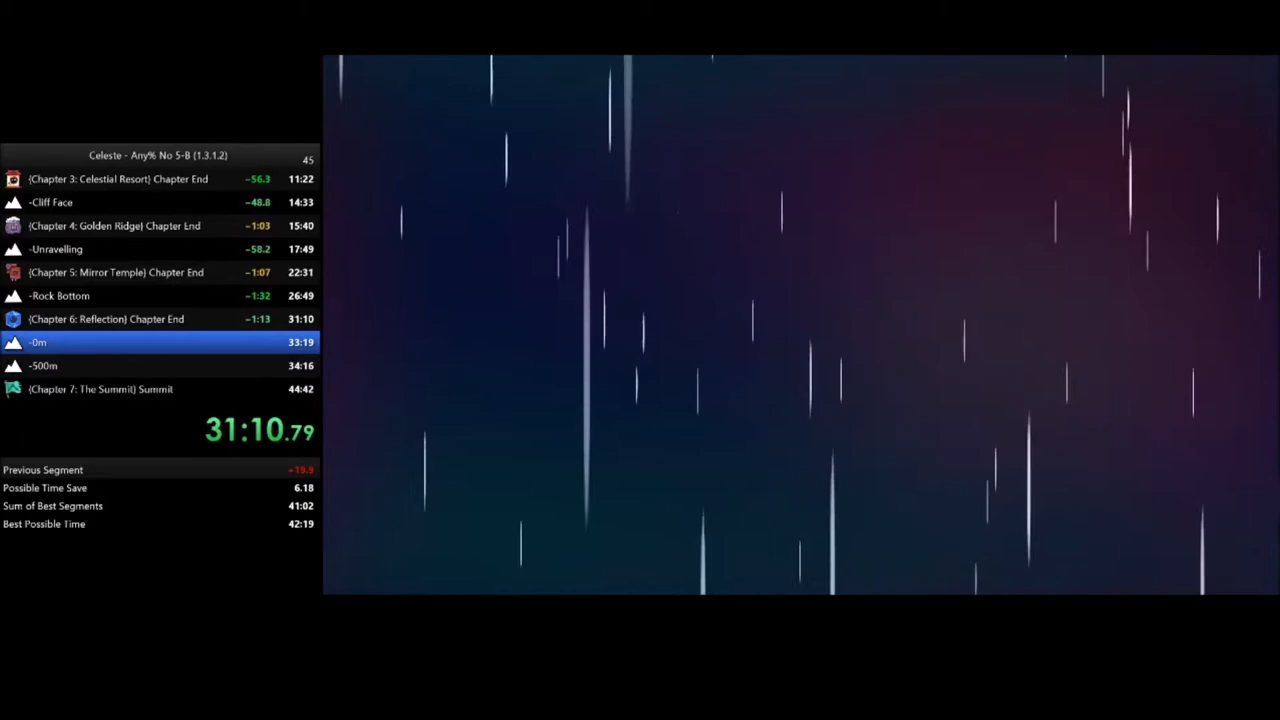 Celeste - Any% No 5-B (1.3.1.2)
45
{Chapter 3: Celestial Resort} Chapter End -56.3 11:22
-Cliff Face -48.8 14:33
{Chapter 4: Golden Ridge} Chapter End -1:03 15:40
-Unravelling -58.2 17:49
{Chapter 5: Mirror Temple} Chapter End -1:07 22:31
-Rock Bottom -1:32 26:49
{Chapter 6: Reflection} Chapter End -1:13 31:10
-0m 33:19
-500m 34:16
{Chapter 7: The Summit} Summit 44:42
31:10.79
Previous Segment -19.9
Possible Time Save 6.18
Sum of Best Segments 41:02
Best Possible Time 42:19